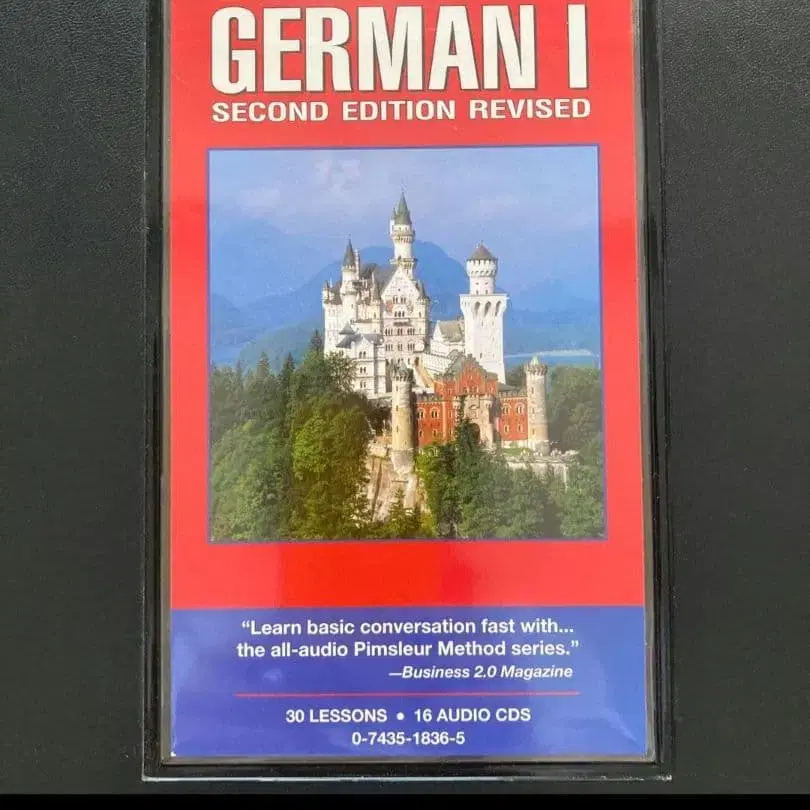 GERMAN I
SECOND EDITION REVISED
“Learn basic conversation fast with...
the all-audio Pimsleur Method series.”
—Business 2.0 Magazine
30 LESSONS • 16 AUDIO CDS
0-7435-1836-5